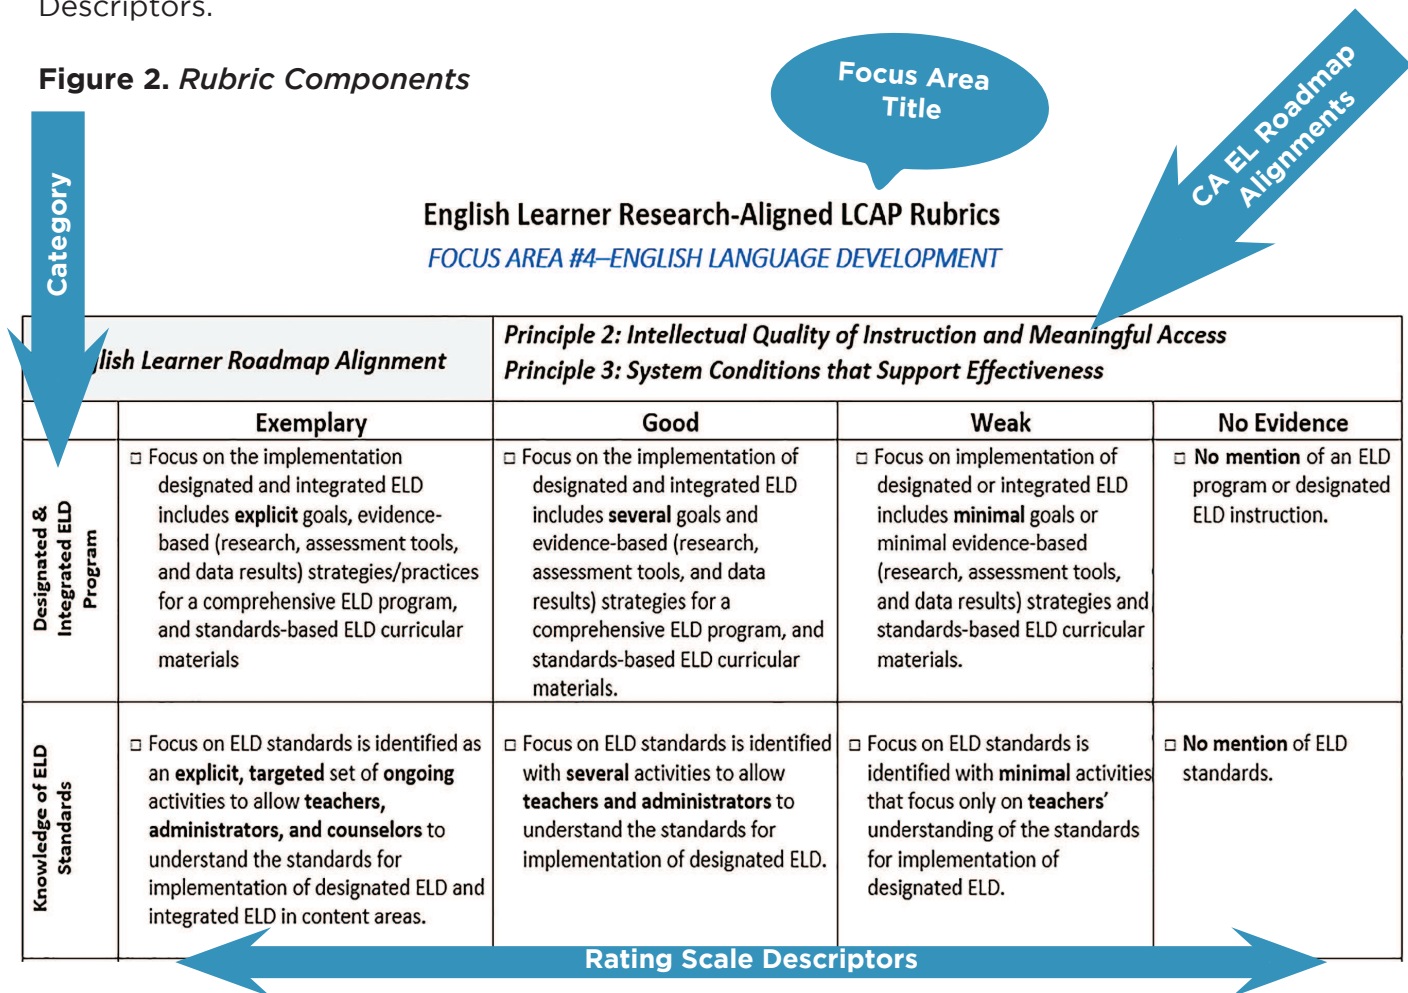 Descriptors.
Figure 2. Rubric Components
Focus Area
Title
CA EL Roadmap
Alignments
Category
English Learner Research-Aligned LCAP Rubrics
FOCUS AREA #4–ENGLISH LANGUAGE DEVELOPMENT
lish Learner Roadmap Alignment
Principle 2: Intellectual Quality of Instruction and Meaningful Access
Principle 3: System Conditions that Support Effectiveness
Exemplary
Good
Weak
No Evidence
Designated &
Integrated ELD
Program
□ Focus on the implementation
designated and integrated ELD
includes explicit goals, evidence-
based (research, assessment tools,
and data results) strategies/practices
for a comprehensive ELD program,
and standards-based ELD curricular
materials
□ Focus on the implementation of
designated and integrated ELD
includes several goals and
evidence-based (research,
assessment tools, and data
results) strategies for a
comprehensive ELD program, and
standards-based ELD curricular
materials.
□ Focus on implementation of
designated or integrated ELD
includes minimal goals or
minimal evidence-based
(research, assessment tools,
and data results) strategies and
standards-based ELD curricular
materials.
□ No mention of an ELD
program or designated
ELD instruction.
Knowledge of ELD
Standards
□ Focus on ELD standards is identified as
an explicit, targeted set of ongoing
activities to allow teachers,
administrators, and counselors to
understand the standards for
implementation of designated ELD and
integrated ELD in content areas.
□ Focus on ELD standards is identified
with several activities to allow
teachers and administrators to
understand the standards for
implementation of designated ELD.
□ Focus on ELD standards is
identified with minimal activities
that focus only on teachers'
understanding of the standards
for implementation of
designated ELD.
□ No mention of ELD
standards.
Rating Scale Descriptors